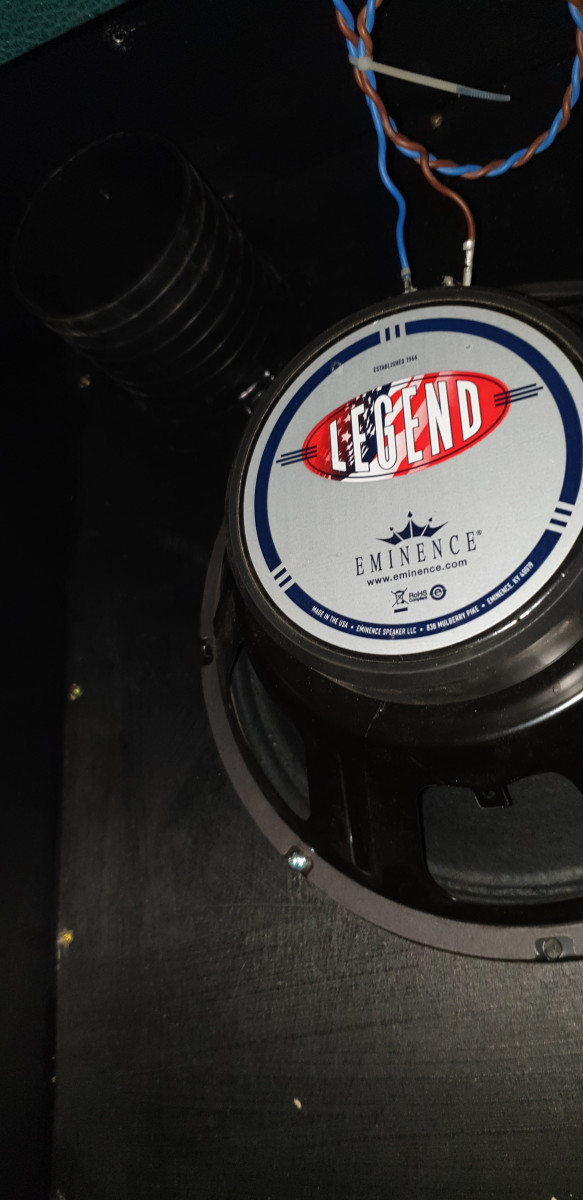 ESTABLISHED 1966
LEGEND
EMINENCE®
www.eminence.com
RoHS
Compliant
MADE IN THE USA • EMINENCE SPEAKER LLC • 838 MULBERRY PIKE • EMINENCE, KY 40019